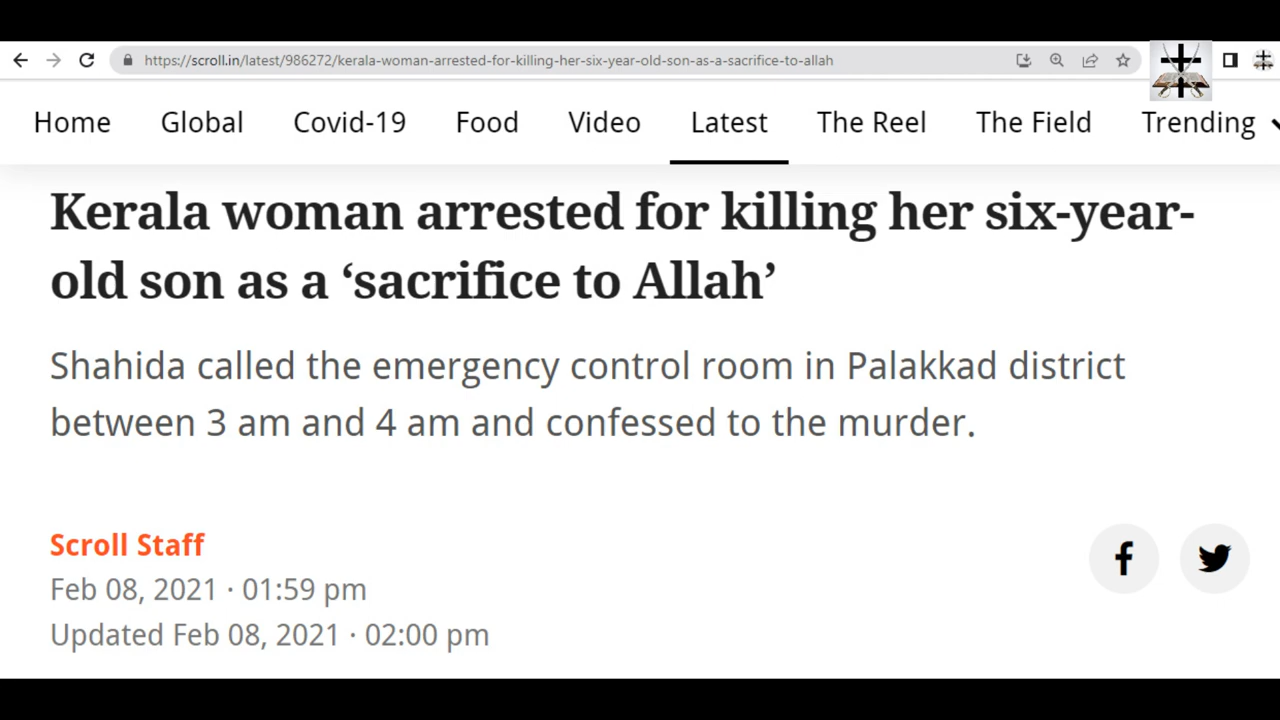 https://scroll.in/latest/986272/kerala-woman-arrested-for-killing-her-six-year-old-son-as-a-sacrifice-to-allah
Home Global Covid-19 Food Video Latest The Reel The Field Trending
Kerala woman arrested for killing her six-year-
old son as a ‘sacrifice to Allah’
Shahida called the emergency control room in Palakkad district
between 3 am and 4 am and confessed to the murder.
Scroll Staff
Feb 08, 2021 · 01:59 pm
Updated Feb 08, 2021 · 02:00 pm